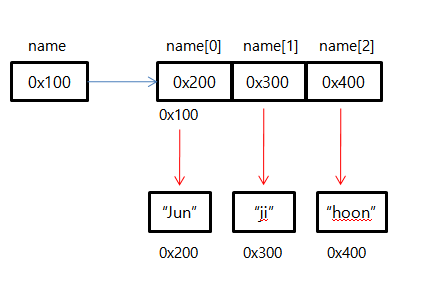 name name[0] name[1] name[2]
0x100 0x200 0x300 0x400
0x100
“Jun” “ji” “hoon”
0x200 0x300 0x400